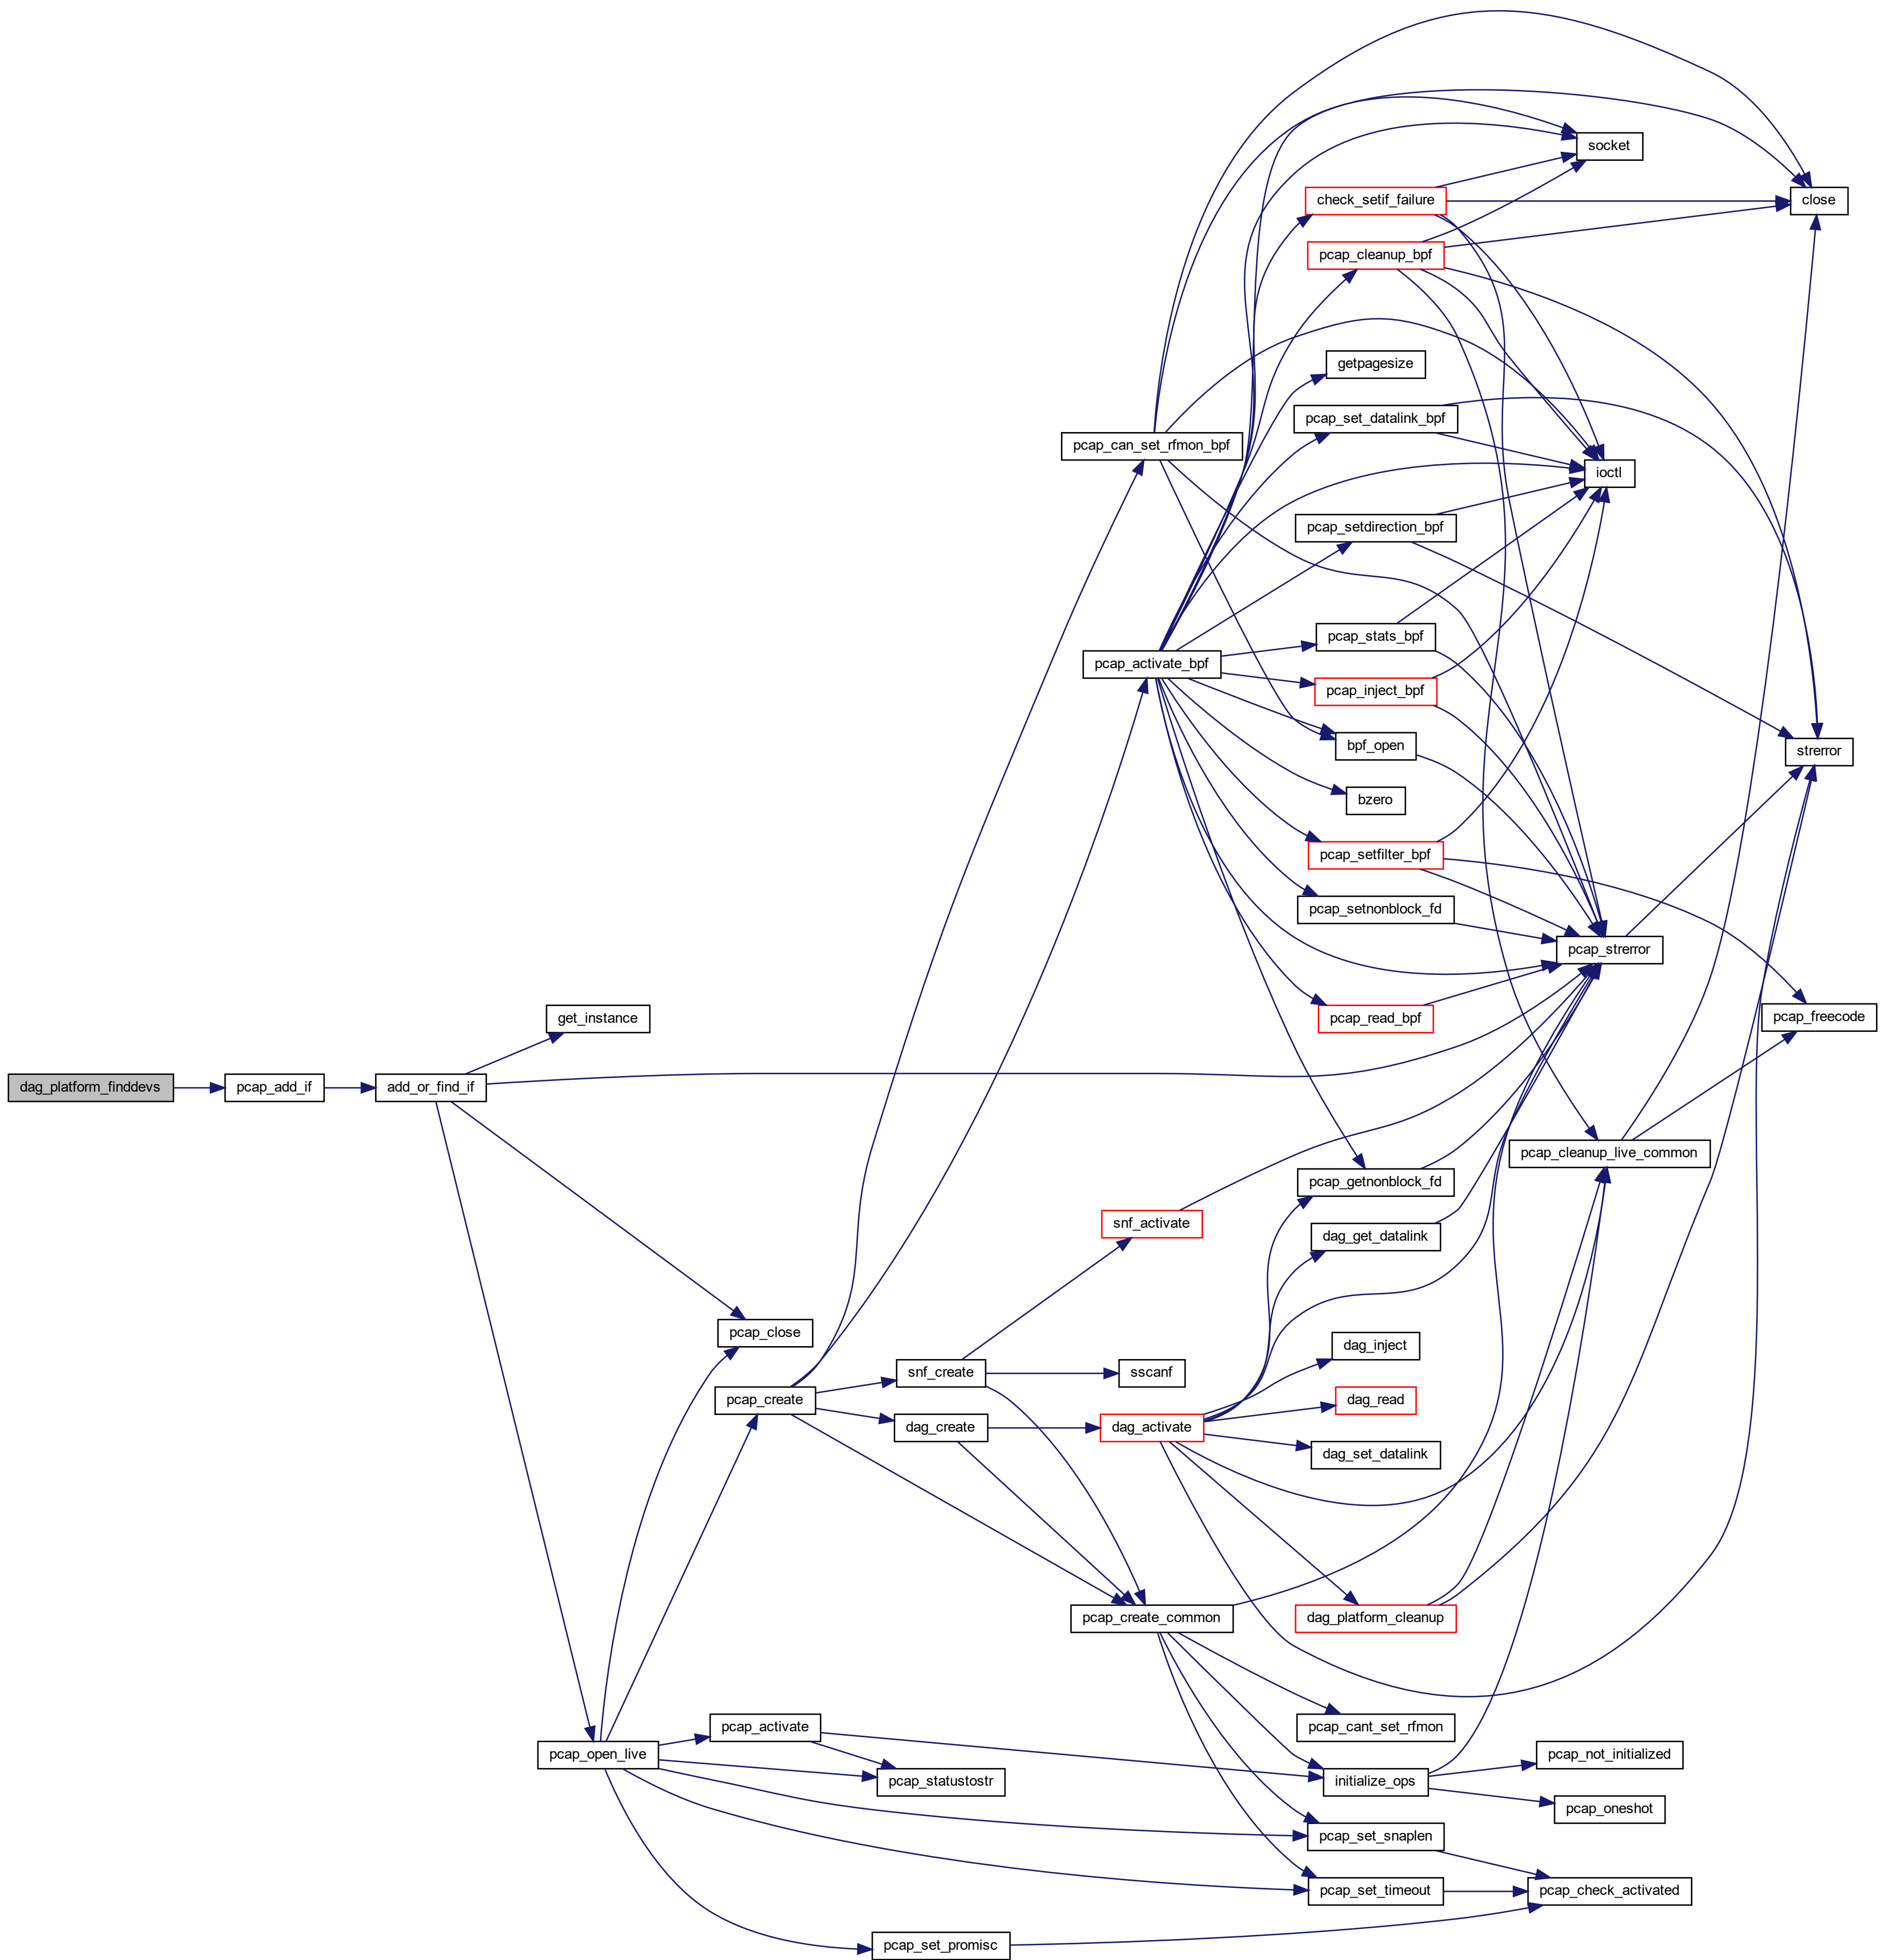 socket
check_setif_failure
close
pcap_cleanup_bpf
getpagesize
pcap_set_datalink_bpf
pcap_can_set_rfmon_bpf
ioctl
pcap_setdirection_bpf
pcap_stats_bpf
pcap_activate_bpf
pcap_inject_bpf
bpf_open
strerror
bzero
pcap_setfilter_bpf
pcap_setnonblock_fd
pcap_strerror
get_instance
pcap_read_bpf
pcap_freecode
dag_platform_finddevs
pcap_add_if
add_or_find_if
pcap_cleanup_live_common
pcap_getnonblock_fd
snf_activate
dag_get_datalink
pcap_close
dag_inject
snf_create
sscanf
pcap_create
dag_read
dag_create
dag_activate
dag_set_datalink
pcap_create_common
dag_platform_cleanup
pcap_activate
pcap_cant_set_rfmon
pcap_open_live
pcap_not_initialized
pcap_statustostr
initialize_ops
pcap_oneshot
pcap_set_snaplen
pcap_set_timeout
pcap_check_activated
pcap_set_promisc